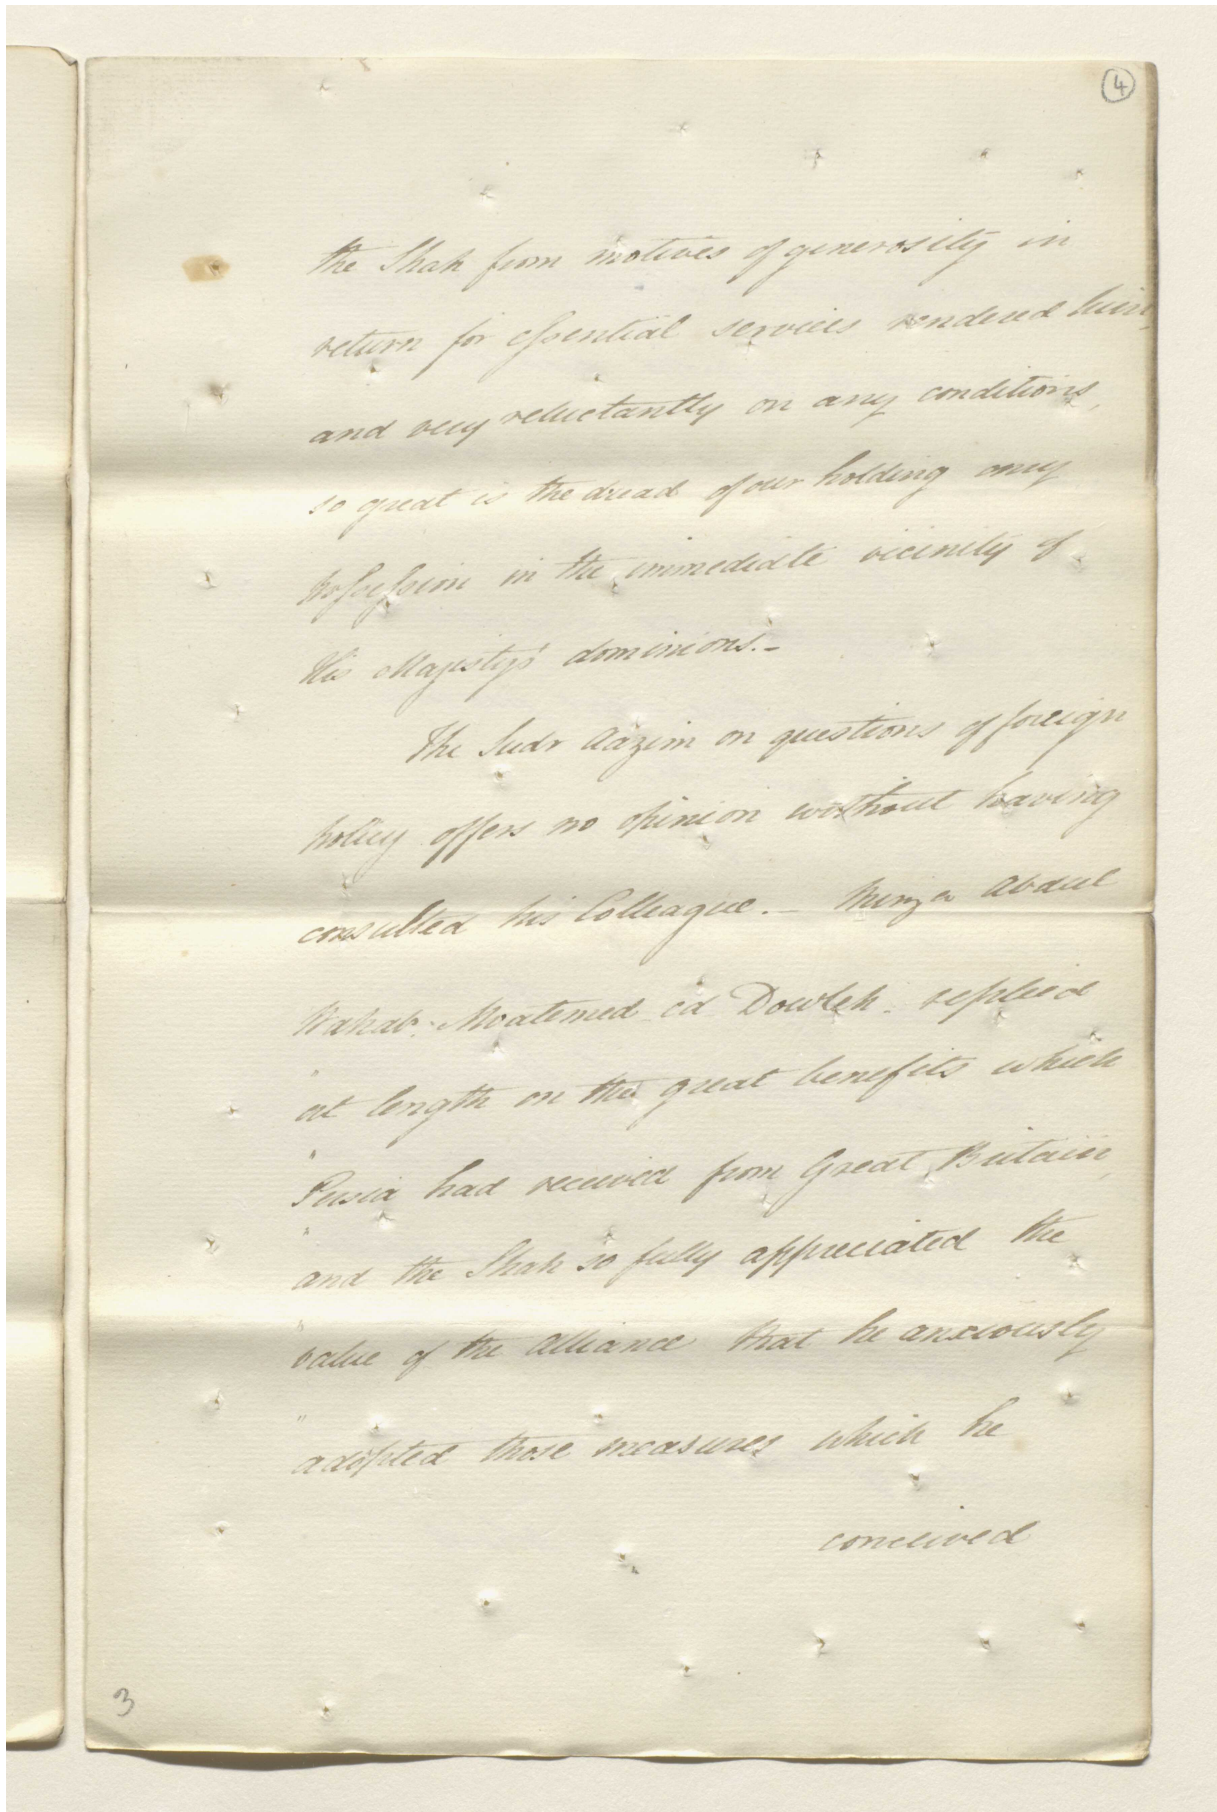 4
the Shah from motives of generosity in
return for essential services rendered him
and very reluctantly on any conditions,
so great is the dread of our holding any
possession in the immediate vicinity of
His Majesty's dominions.-
The Sudr Aazim on questions of foreign
policy offers no opinion without having
consulted his Colleague.- Mirza Abdul
Wahab. Moatemed ed Dowleh. replied
" at length on the great benefits which
" Persia had received from Great Britain,
" and the Shah so fully appreciated the
" value of the alliance that he anxiously
" adopted those measures which he
conceived
3